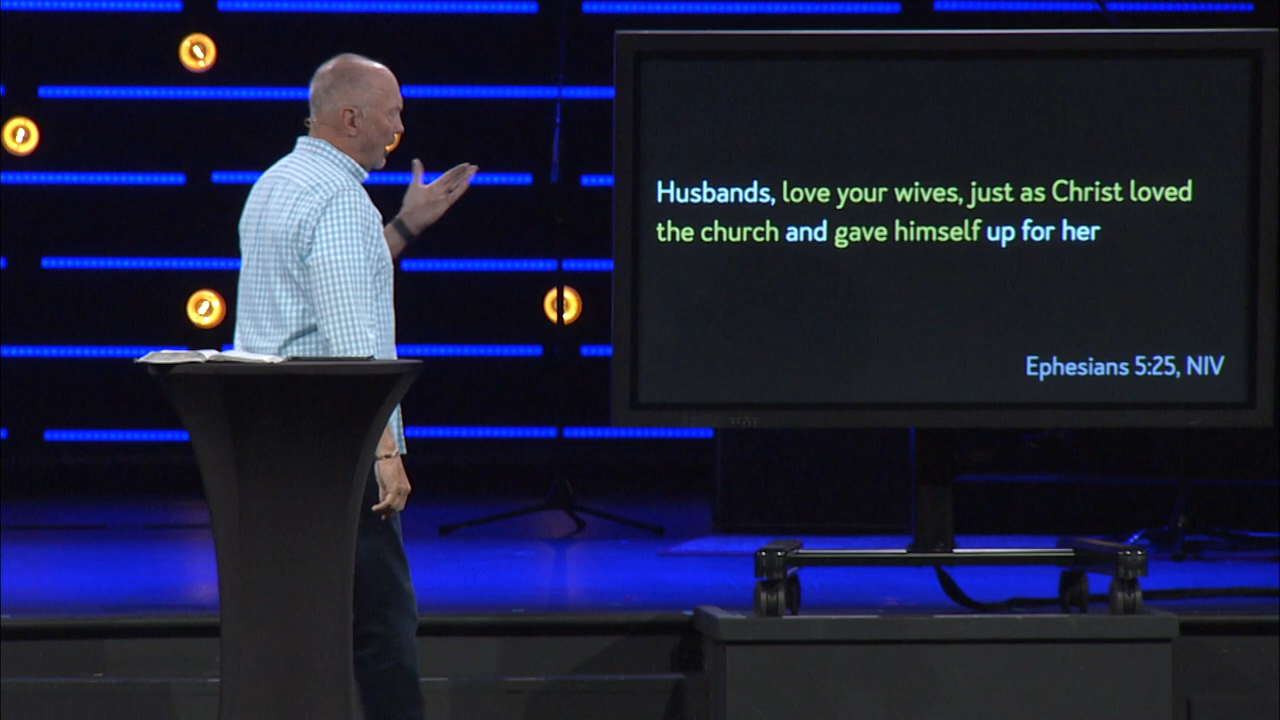 Husbands, love your wives, just as Christ loved
the church and gave himself up for her
Ephesians 5:25, NIV